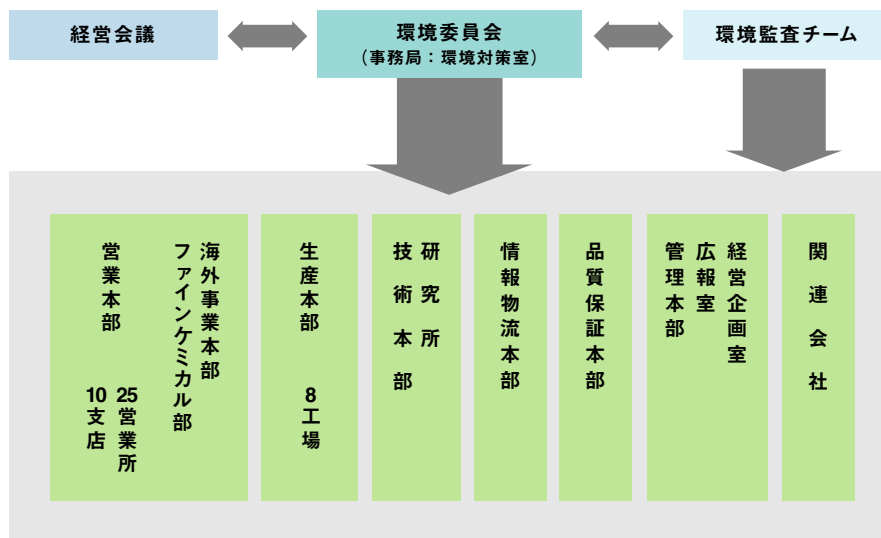 経営会議
環境委員会
（事務局：環境対策室）
環境監査チーム
海外事業本部
ファインケミカル部
営業本部
25営業所
10支店
生産本部
8工場
研究所
技術本部
情報物流本部
品質保証本部
経営企画室
広報室
管理本部
関連会社